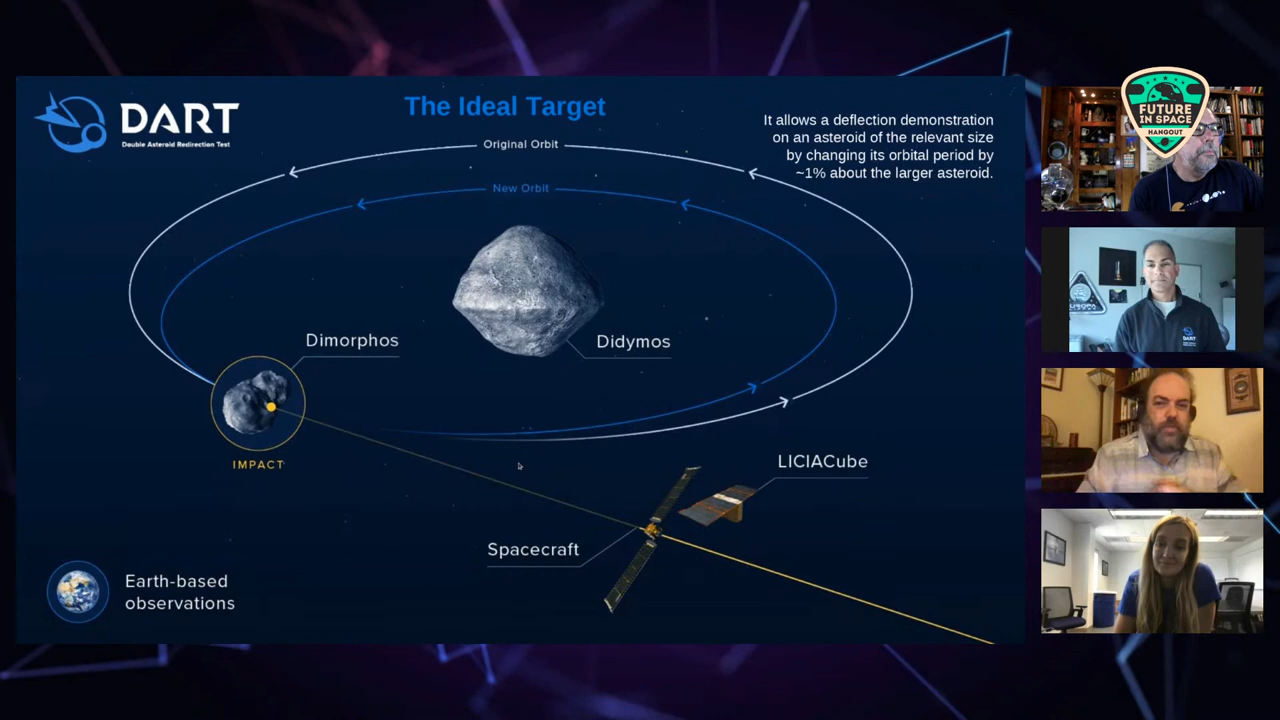 DART
Double Asteroid Redirection Test
The Ideal Target
It allows a deflection demonstration
on an asteroid of the relevant size
by changing its orbital period by
~1% about the larger asteroid.
Original Orbit
New Orbit
Dimorphos
Didymos
IMPACT
LICIACube
Spacecraft
Earth-based
observations
FUTURE
IN SPACE
HANGOUT
DART